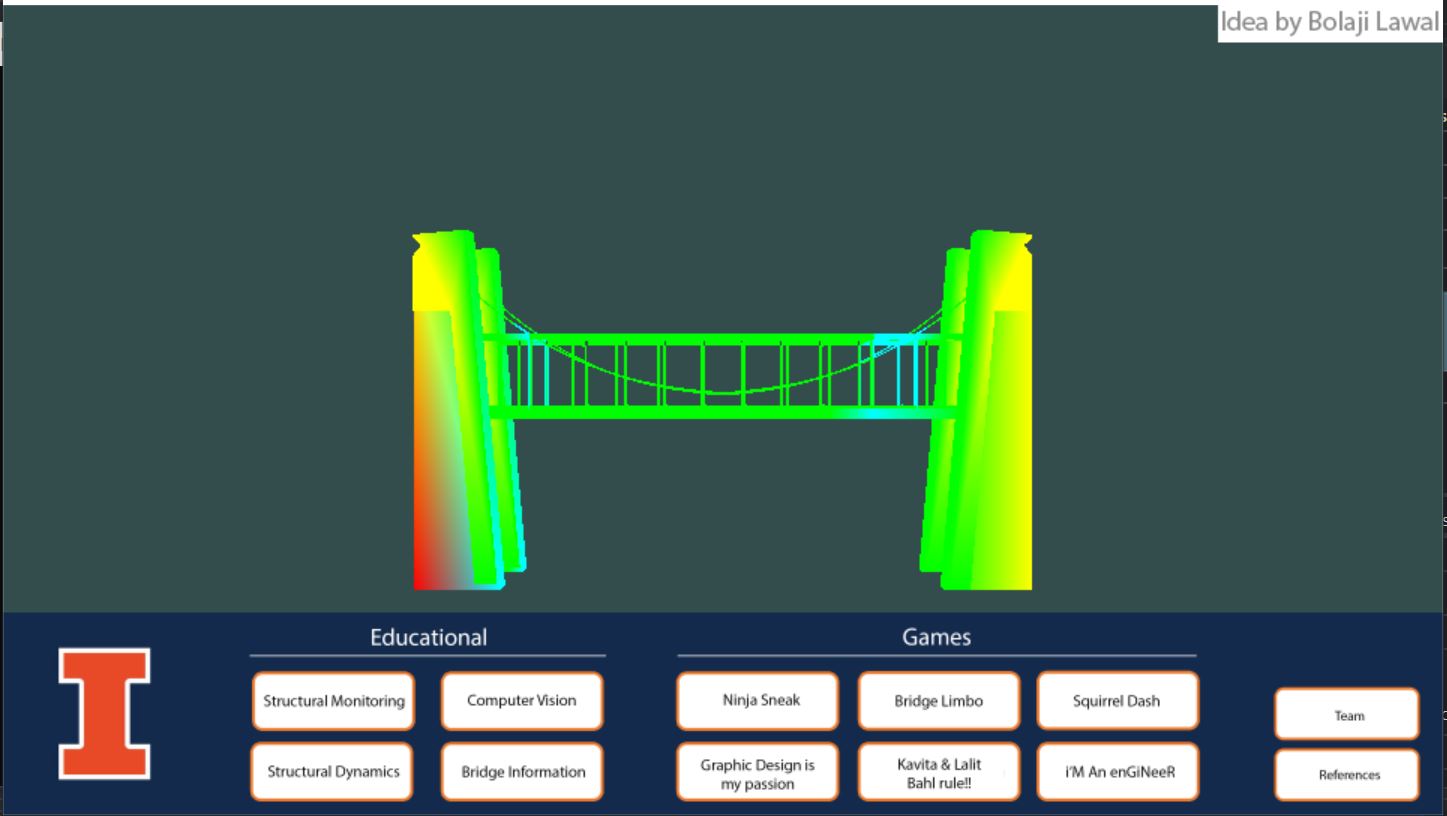 Idea by Bolaji Lawal
Educational
Games
Structural Monitoring
Computer Vision
Ninja Sneak
Bridge Limbo
Squirrel Dash
Team
Structural Dynamics
Bridge Information
Graphic Design is
my passion
Kavita & Lalit
Bahl rule!!
i'M An enGiNeeR
References